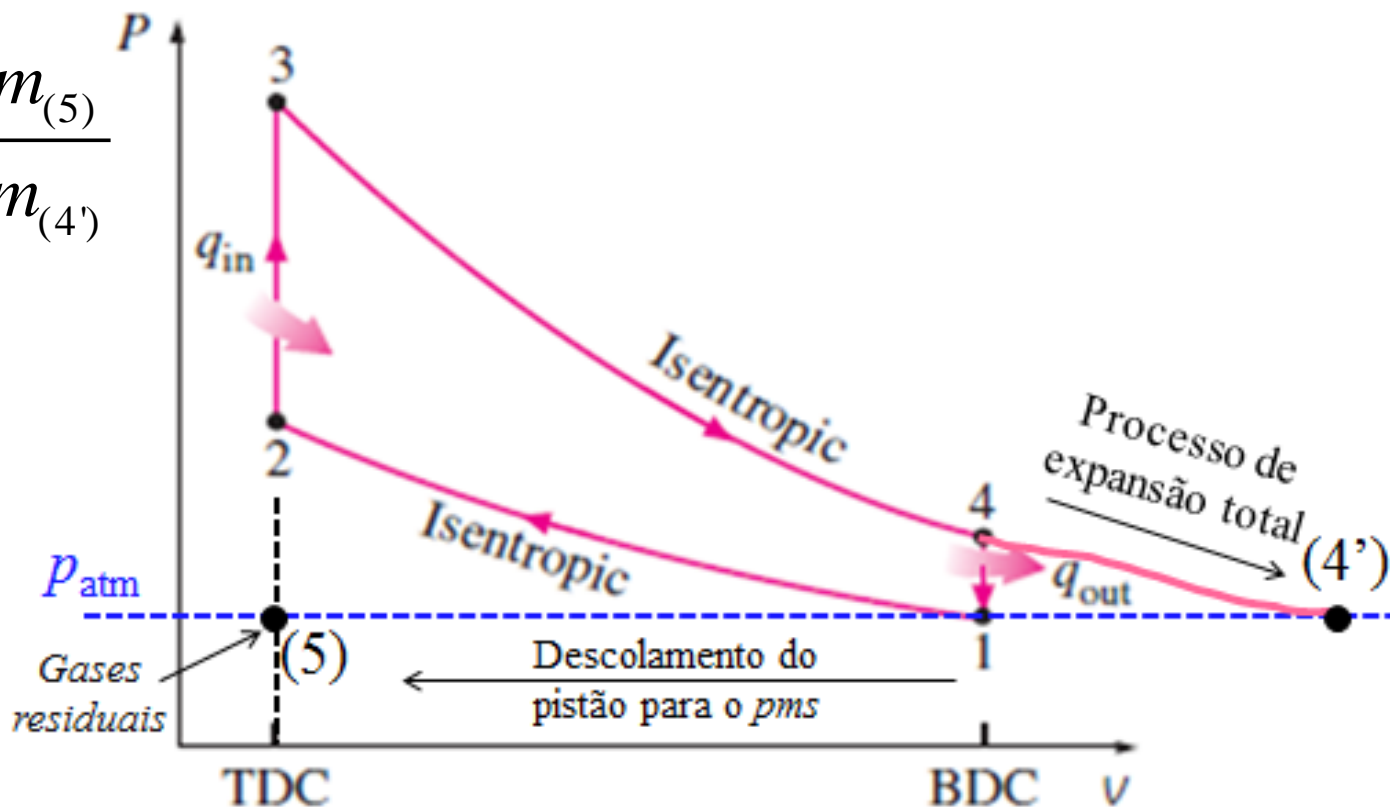 P
3
m(5)
m(4')
qin
Isentropic
Processo de
expansão total
2
4
(4’)
Isentropic
qout
patm
(5)
1
Gases
residuais
Descolamento do
pistão para o pms
TDC
BDC
v